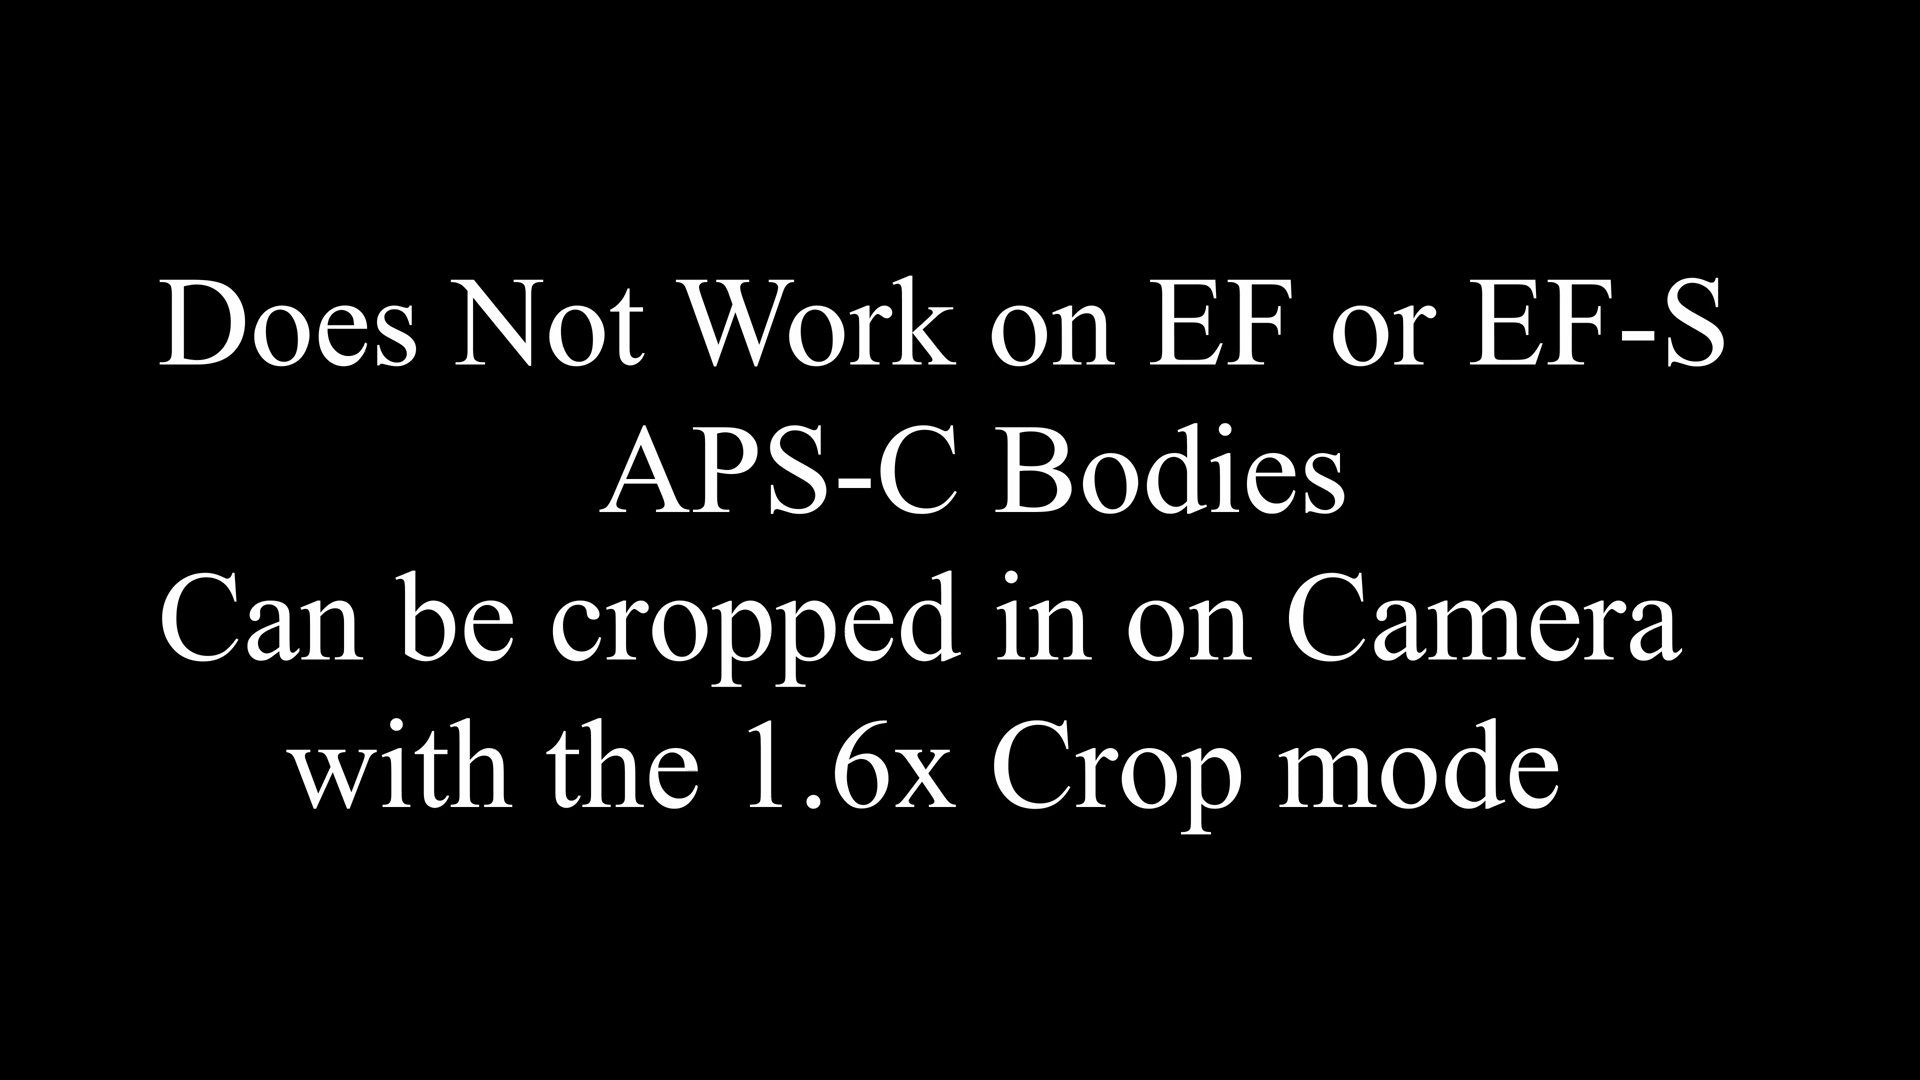 Does Not Work on EF or EF-S
APS-C Bodies
Can be cropped in on Camera
with the 1.6x Crop mode